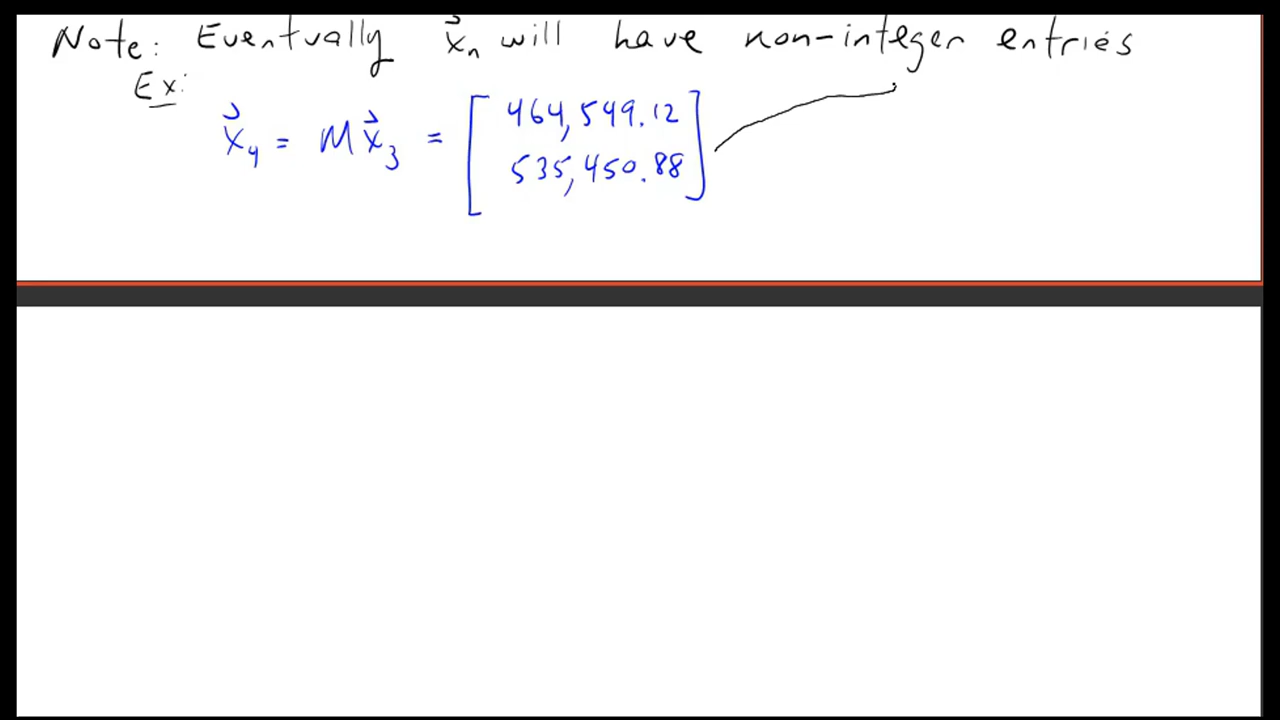 Note: Eventually x⃗ₙ will have non-integer entries
Ex:
x⃗₄ = Mx⃗₃ = [ 464,549.12
535,450.88 ]